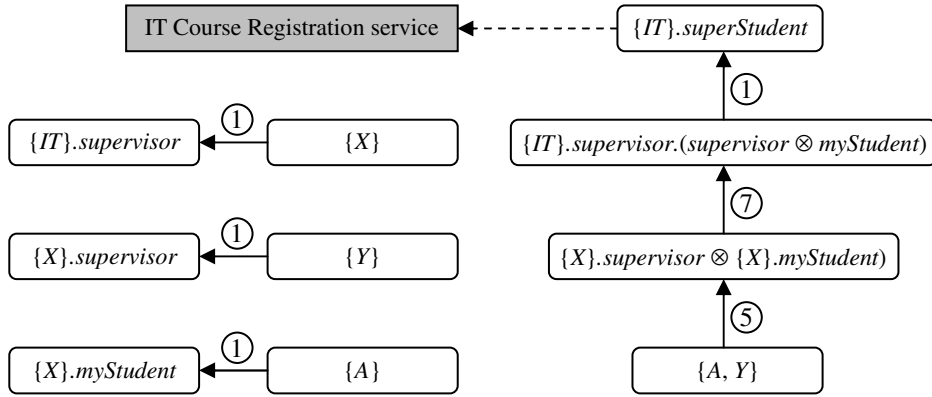 IT Course Registration service
{IT}.superStudent
①
{IT}.supervisor
①
{X}
{IT}.supervisor.(supervisor ⊗ myStudent)
⑦
{X}.supervisor
①
{Y}
{X}.supervisor ⊗ {X}.myStudent)
⑤
{X}.myStudent
①
{A}
{A, Y}